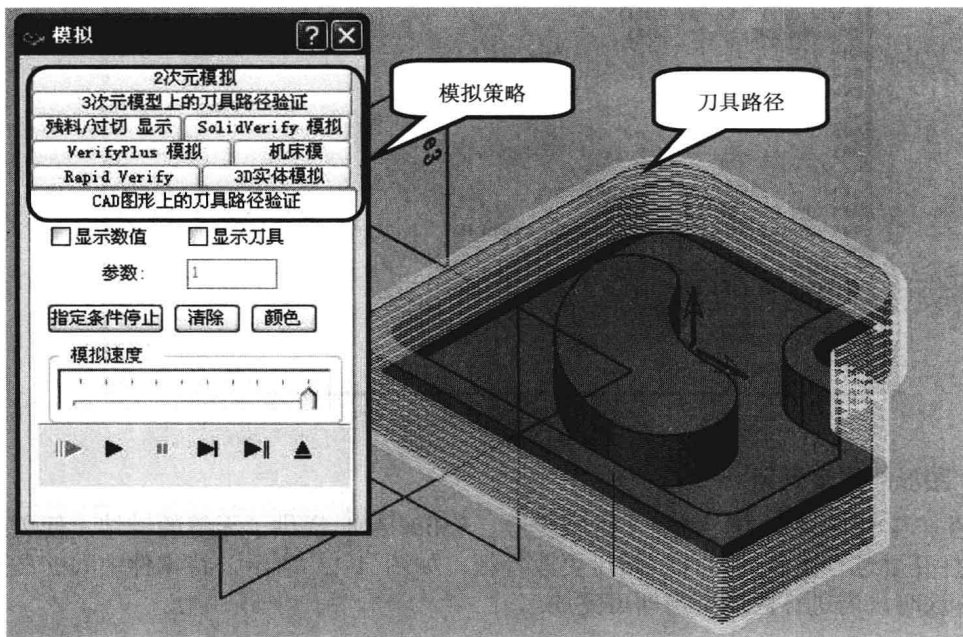 模拟
2次元模拟
3次元模型上的刀具路径验证
残料/过切 显示
SolidVerify 模拟
VerifyPlus 模拟
机床模
Rapid Verify
3D实体模拟
CAD图形上的刀具路径验证
显示数值
显示刀具
参数:
1
指定条件停止
清除
颜色
模拟速度
模拟策略
刀具路径